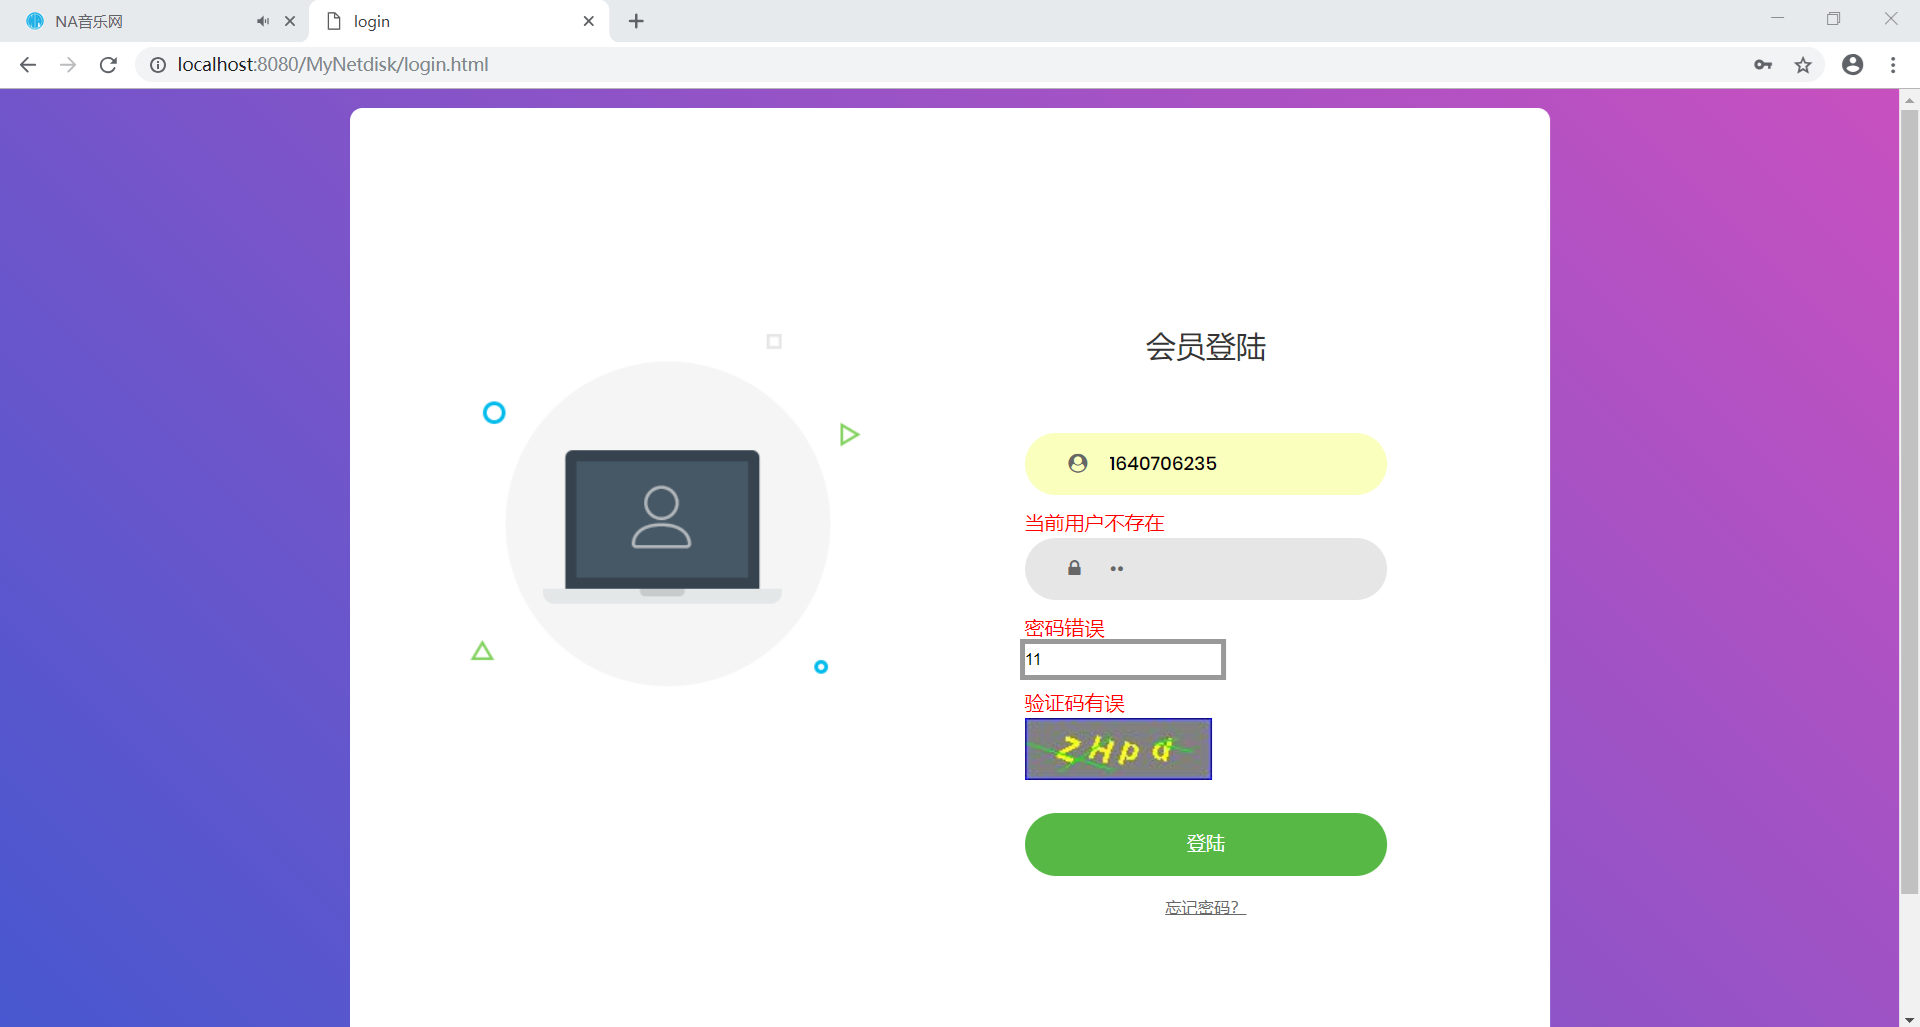 NA音乐网
login
localhost:8080/MyNetdisk/login.html
会员登陆
1640706235
当前用户不存在
••
密码错误
11
验证码有误
ZHpd
登陆
忘记密码？